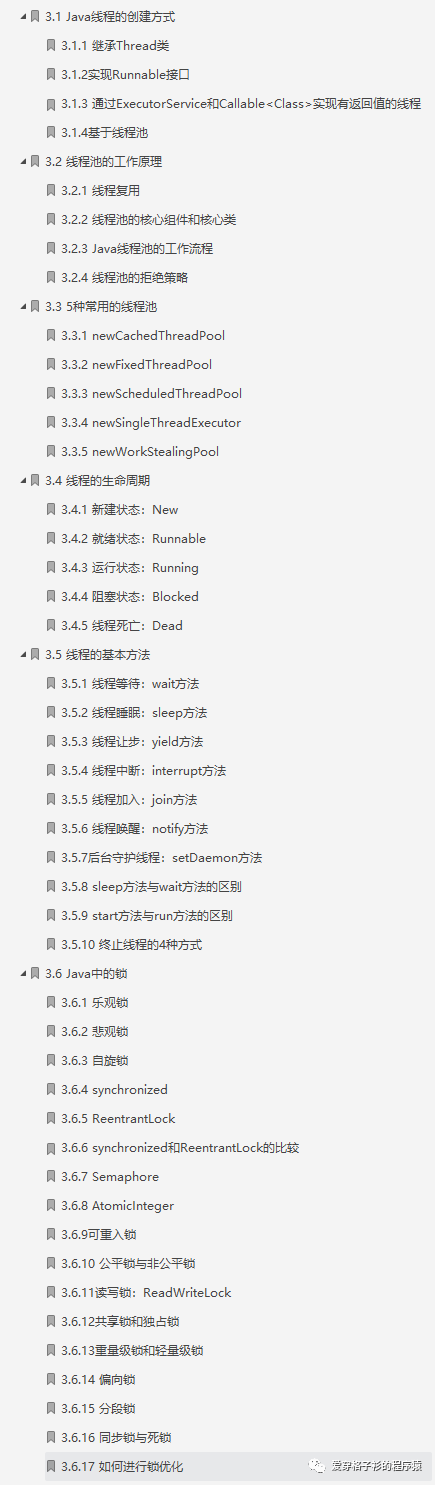 3.1 Java线程的创建方式
3.1.1 继承Thread类
3.1.2实现Runnable接口
3.1.3 通过ExecutorService和Callable<Class>实现有返回值的线程
3.1.4基于线程池
3.2 线程池的工作原理
3.2.1 线程复用
3.2.2 线程池的核心组件和核心类
3.2.3 Java线程池的工作流程
3.2.4 线程池的拒绝策略
3.3 5种常用的线程池
3.3.1 newCachedThreadPool
3.3.2 newFixedThreadPool
3.3.3 newScheduledThreadPool
3.3.4 newSingleThreadExecutor
3.3.5 newWorkStealingPool
3.4 线程的生命周期
3.4.1 新建状态：New
3.4.2 就绪状态：Runnable
3.4.3 运行状态：Running
3.4.4 阻塞状态：Blocked
3.4.5 线程死亡：Dead
3.5 线程的基本方法
3.5.1 线程等待：wait方法
3.5.2 线程睡眠：sleep方法
3.5.3 线程让步：yield方法
3.5.4 线程中断：interrupt方法
3.5.5 线程加入：join方法
3.5.6 线程唤醒：notify方法
3.5.7后台守护线程：setDaemon方法
3.5.8 sleep方法与wait方法的区别
3.5.9 start方法与run方法的区别
3.5.10 终止线程的4种方式
3.6 Java中的锁
3.6.1 乐观锁
3.6.2 悲观锁
3.6.3 自旋锁
3.6.4 synchronized
3.6.5 ReentrantLock
3.6.6 synchronized和ReentrantLock的比较
3.6.7 Semaphore
3.6.8 AtomicInteger
3.6.9可重入锁
3.6.10 公平锁与非公平锁
3.6.11读写锁：ReadWriteLock
3.6.12共享锁和独占锁
3.6.13重量级锁和轻量级锁
3.6.14 偏向锁
3.6.15 分段锁
3.6.16 同步锁与死锁
3.6.17 如何进行锁优化
爱穿格子衫的程序猿